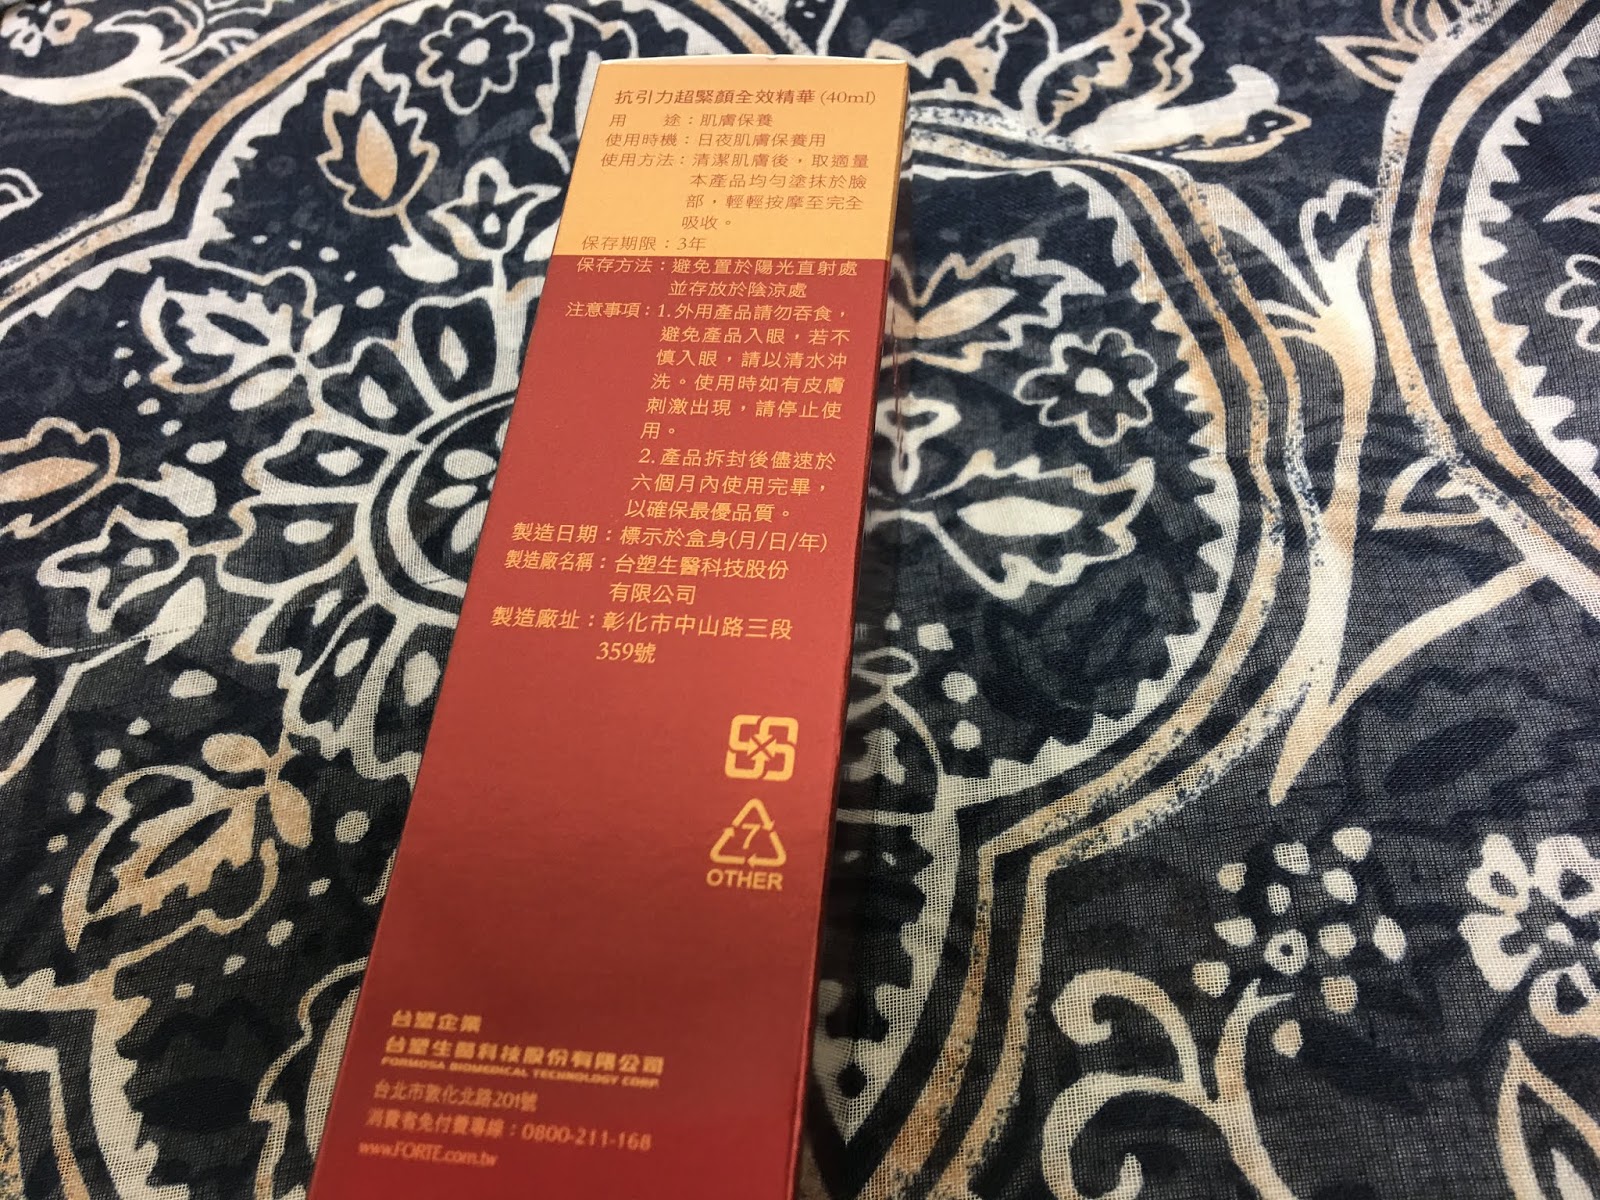 抗引力超緊顏全效精華(40ml)
用　　途：肌膚保養
使用時機：日夜肌膚保養用
使用方法：清潔肌膚後，取適量
本產品均勻塗抹於臉
部，輕輕按摩至完全
吸收。
保存期限：3年
保存方法：避免置於陽光直射處
並存放於陰涼處
注意事項：1.外用產品請勿吞食，
避免產品入眼，若不
慎入眼，請以清水沖
洗。使用時如有皮膚
刺激出現，請停止使
用。
2.產品拆封後儘速於
六個月內使用完畢，
以確保最優品質。
製造日期：標示於盒身(月/日/年)
製造廠名稱：台塑生醫科技股份
有限公司
製造廠址：彰化市中山路三段
359號
7
OTHER
台塑企業
台塑生醫科技股份有限公司
FORMOSA BIOMEDICAL TECHNOLOGY CORP.
台北市敦化北路201號
消費者免付費專線：0800-211-168
www.FORTE.com.tw